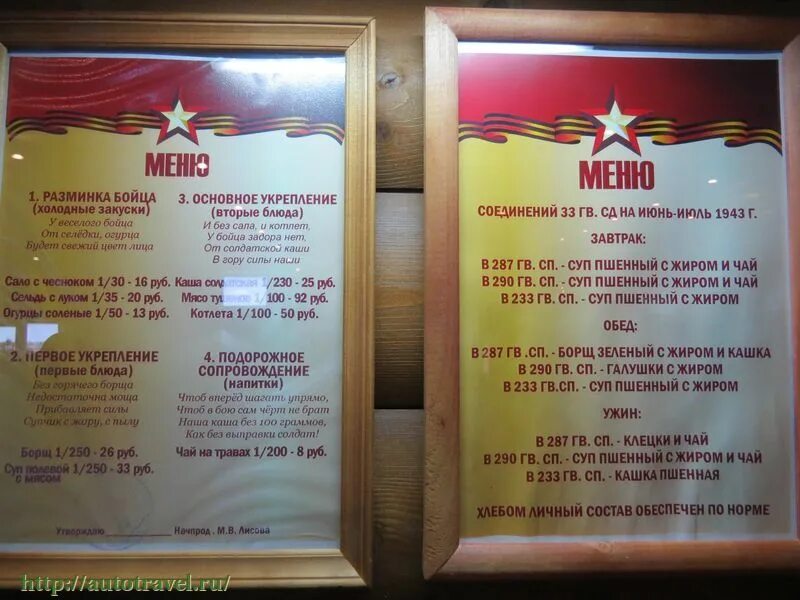 МЕНЮ
1. РАЗМИНКА БОЙЦА
(холодные закуски)
У веселого бойца
От селёдки, огурца
Будет свежий цвет лица
Сало с чесноком 1/30 - 16 руб.
Сельдь с луком 1/35 - 20 руб.
Огурцы соленые 1/50 - 13 руб.
2. ПЕРВОЕ УКРЕПЛЕНИЕ
(первые блюда)
Без горячего борща
Недостаточна моща
Прибавляет силы
Супчик с жару, с пылу
Борщ 1/250 - 26 руб.
Суп полевой 1/250 - 33 руб.
с мясом
3. ОСНОВНОЕ УКРЕПЛЕНИЕ
(вторые блюда)
И без сала, и котлет,
У бойца задора нет,
От солдатской каши
В гору силы наши
Каша солдатская 1/230 - 25 руб.
Мясо тушеное 1/100 - 92 руб.
Котлета 1/100 - 50 руб.
4. ПОДОРОЖНОЕ
СОПРОВОЖДЕНИЕ
(напитки)
Чтоб вперёд шагать упрямо,
Чтоб в бою сам чёрт не брат
Наша каша без 100 граммов,
Как без выправки солдат!
Чай на травах 1/200 - 8 руб.
Утверждаю Начпрод. М.В. Лисова
МЕНЮ
СОЕДИНЕНИЙ 33 ГВ. СД НА ИЮНЬ-ИЮЛЬ 1943 Г.
ЗАВТРАК:
В 287 ГВ. СП. - СУП ПШЕННЫЙ С ЖИРОМ И ЧАЙ
В 290 ГВ. СП. - СУП ПШЕННЫЙ С ЖИРОМ И ЧАЙ
В 233 ГВ. СП. - СУП ПШЕННЫЙ С ЖИРОМ
ОБЕД:
В 287 ГВ .СП. - БОРЩ ЗЕЛЕНЫЙ С ЖИРОМ И КАШКА
В 290 ГВ. СП. - ГАЛУШКИ С ЖИРОМ
В 233 ГВ.СП. - СУП ПШЕННЫЙ С ЖИРОМ
УЖИН:
В 287 ГВ. СП. - КЛЕЦКИ И ЧАЙ
В 290 ГВ. СП. - СУП ПШЕННЫЙ С ЖИРОМ И ЧАЙ
В 233 ГВ. СП. - КАШКА ПШЕННАЯ
ХЛЕБОМ ЛИЧНЫЙ СОСТАВ ОБЕСПЕЧЕН ПО НОРМЕ
http://autotravel.ru/